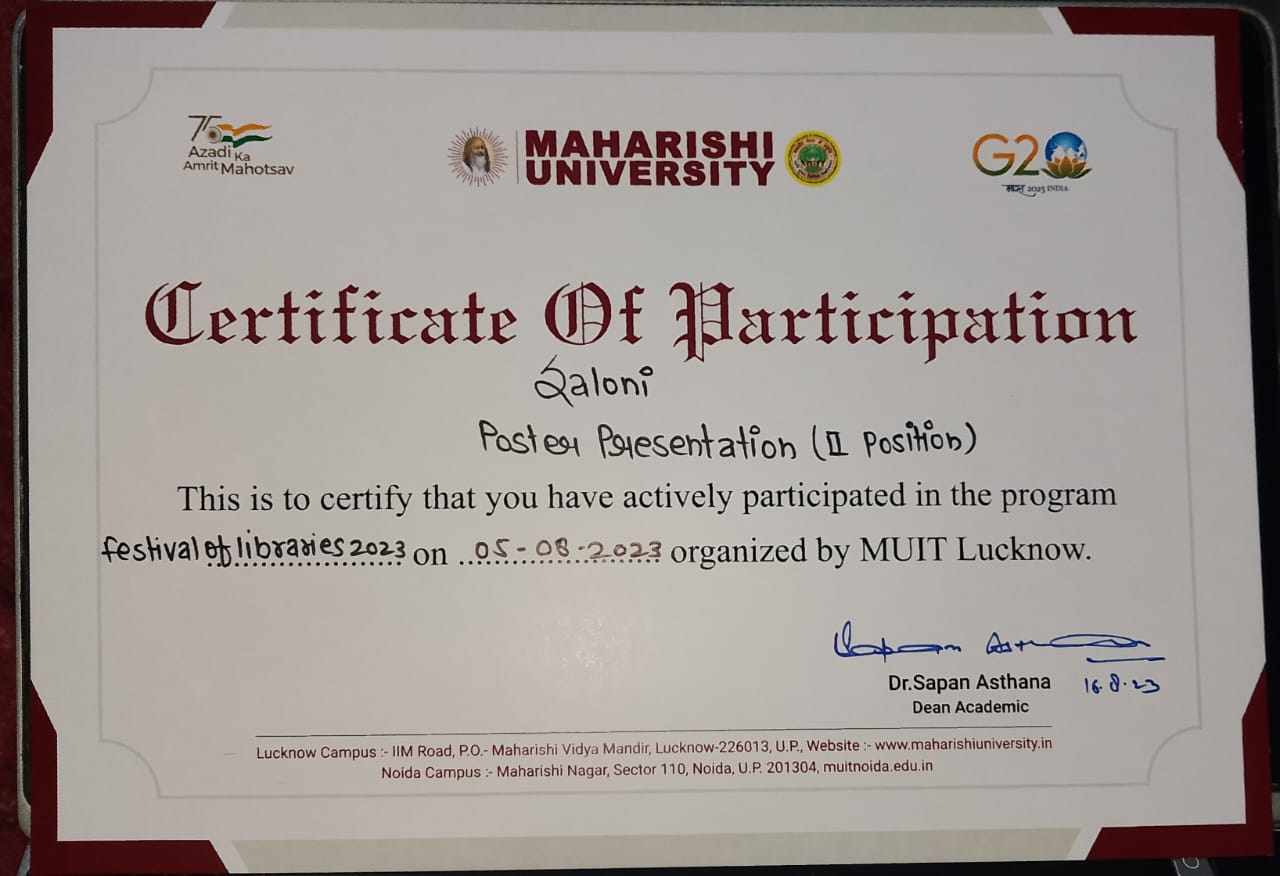 75
Azadi Ka
Amrit Mahotsav
MAHARISHI
UNIVERSITY
G20
भारत 2023 INDIA
Certificate Of Participation
Saloni
Poster Presentation (II Position)
This is to certify that you have actively participated in the program
festival of libraries 2023 on 05-08-2023 organized by MUIT Lucknow.
Sapan Asthana
Dr.Sapan Asthana 16.8.23
Dean Academic
Lucknow Campus :- IIM Road, P.O.- Maharishi Vidya Mandir, Lucknow-226013, U.P., Website :- www.maharishiuniversity.in
Noida Campus :- Maharishi Nagar, Sector 110, Noida, U.P. 201304, muitnoida.edu.in